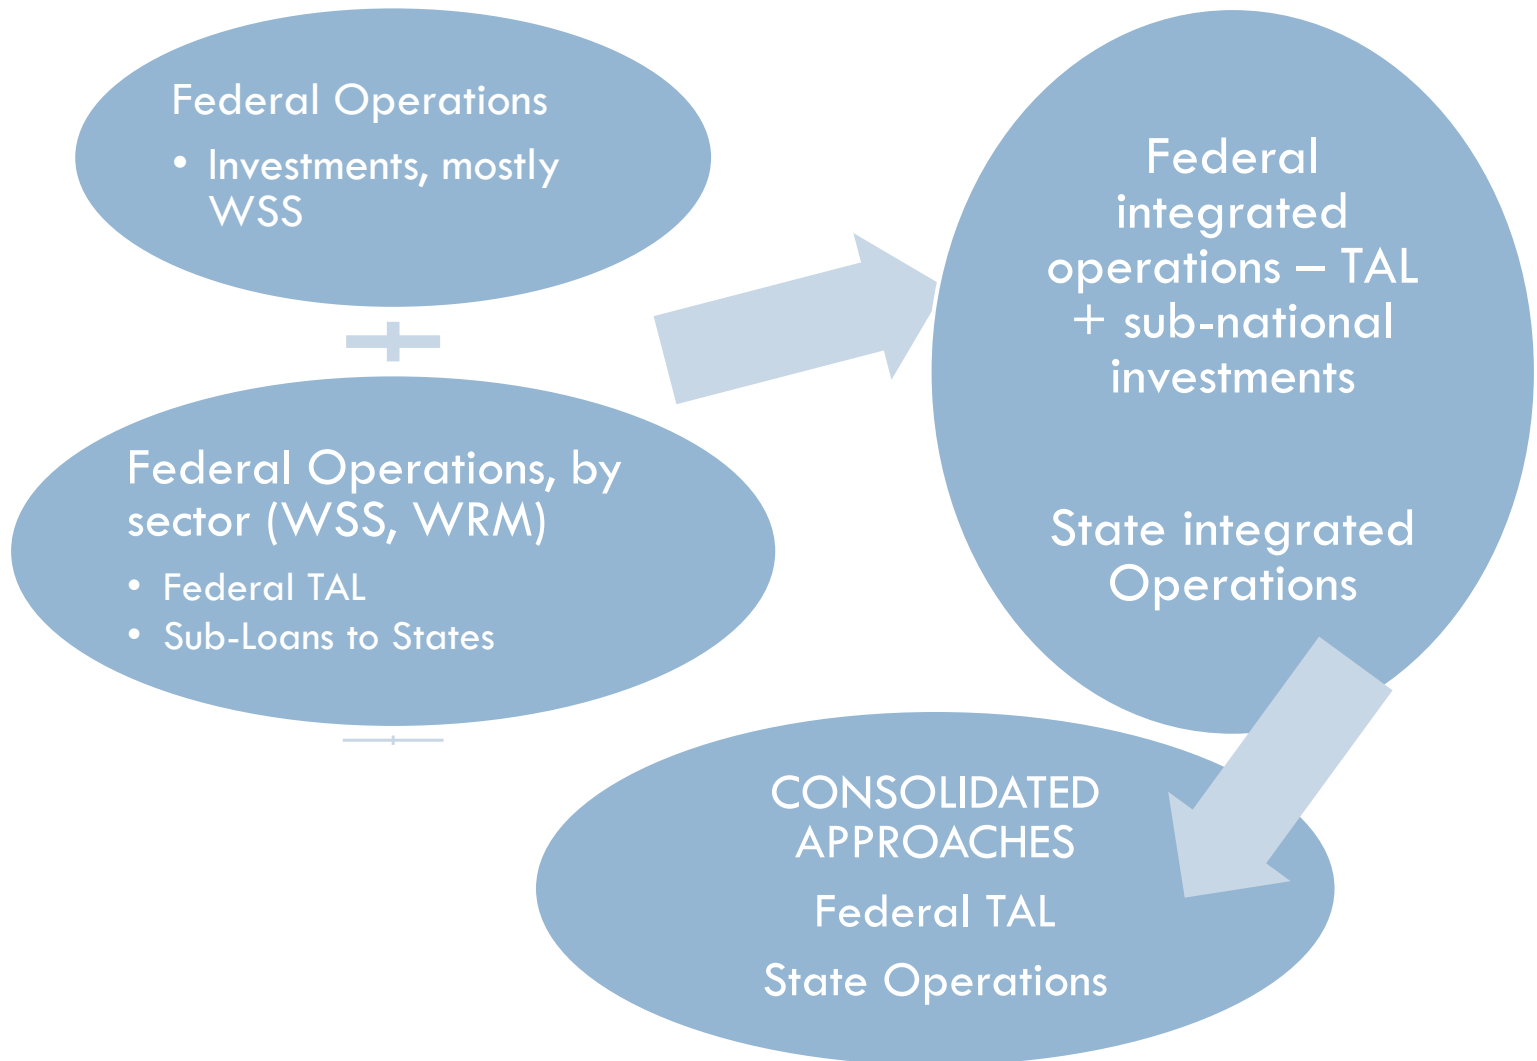 Federal Operations
• Investments, mostly
WSS
Federal Operations, by
sector (WSS, WRM)
• Federal TAL
• Sub-Loans to States
Federal
integrated
operations – TAL
+ sub-national
investments
State integrated
Operations
CONSOLIDATED
APPROACHES
Federal TAL
State Operations